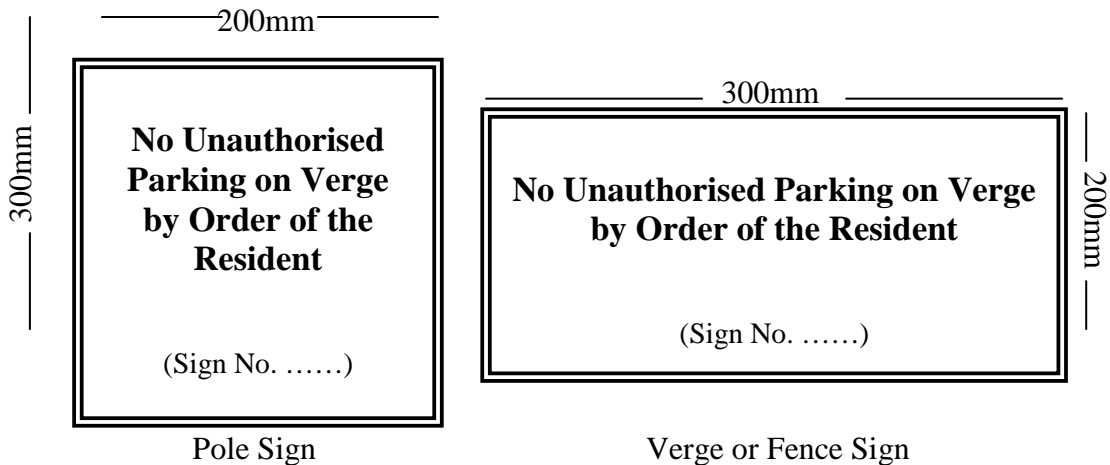 200mm
300mm
No Unauthorised
Parking on Verge
by Order of the
Resident
(Sign No. ……)
Pole Sign
300mm
200mm
No Unauthorised Parking on Verge
by Order of the Resident
(Sign No. ……)
Verge or Fence Sign